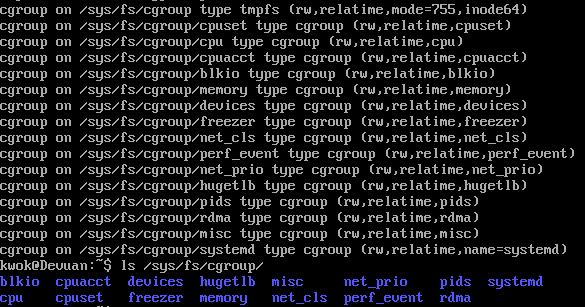 cgroup on /sys/fs/cgroup type tmpfs (rw,relatime,mode=755,inode64)
cgroup on /sys/fs/cgroup/cpuset type cgroup (rw,relatime,cpuset)
cgroup on /sys/fs/cgroup/cpu type cgroup (rw,relatime,cpu)
cgroup on /sys/fs/cgroup/cpuacct type cgroup (rw,relatime,cpuacct)
cgroup on /sys/fs/cgroup/blkio type cgroup (rw,relatime,blkio)
cgroup on /sys/fs/cgroup/memory type cgroup (rw,relatime,memory)
cgroup on /sys/fs/cgroup/devices type cgroup (rw,relatime,devices)
cgroup on /sys/fs/cgroup/freezer type cgroup (rw,relatime,freezer)
cgroup on /sys/fs/cgroup/net_cls type cgroup (rw,relatime,net_cls)
cgroup on /sys/fs/cgroup/perf_event type cgroup (rw,relatime,perf_event)
cgroup on /sys/fs/cgroup/net_prio type cgroup (rw,relatime,net_prio)
cgroup on /sys/fs/cgroup/hugetlb type cgroup (rw,relatime,hugetlb)
cgroup on /sys/fs/cgroup/pids type cgroup (rw,relatime,pids)
cgroup on /sys/fs/cgroup/rdma type cgroup (rw,relatime,rdma)
cgroup on /sys/fs/cgroup/misc type cgroup (rw,relatime,misc)
cgroup on /sys/fs/cgroup/systemd type cgroup (rw,relatime,name=systemd)
kwok@Devuan:~$ ls /sys/fs/cgroup/
blkio cpuacct devices hugetlb misc net_prio pids systemd
cpu cpuset freezer memory net_cls perf_event rdma